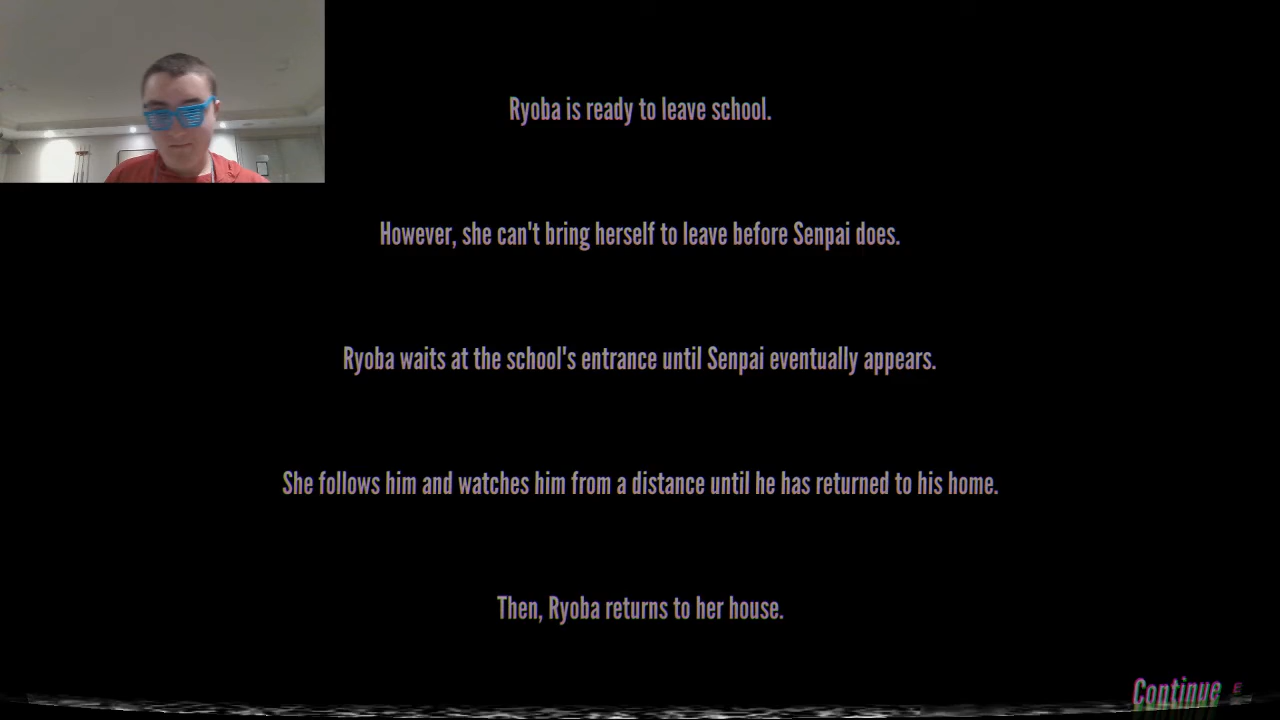 Ryoba is ready to leave school.
However, she can't bring herself to leave before Senpai does.
Ryoba waits at the school's entrance until Senpai eventually appears.
She follows him and watches him from a distance until he has returned to his home.
Then, Ryoba returns to her house.
Continue E